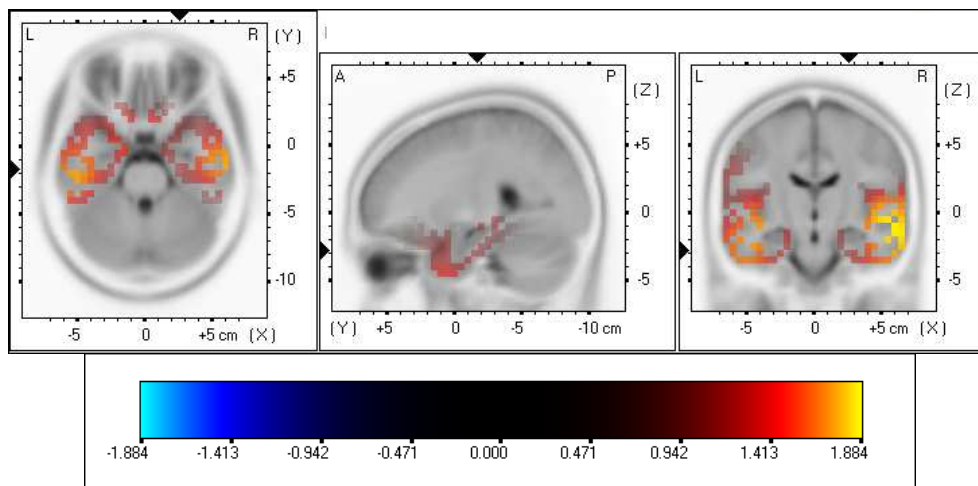 L R (Y)
+5
0
-5
-10
-5 0 +5 cm (X)
A P (Z)
+5
0
-5
(Y) +5 0 -5 -10 cm
L R (Z)
+5
0
-5
-5 0 +5 cm (X)
-1.884 -1.413 -0.942 -0.471 0.000 0.471 0.942 1.413 1.884